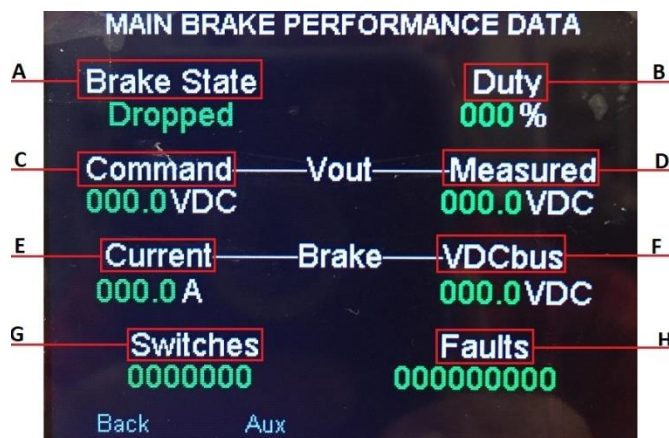 MAIN BRAKE PERFORMANCE DATA
A Brake State Duty B
Dropped 000 %
C Command Vout Measured D
000.0 VDC 000.0 VDC
E Current Brake VDCbus F
000.0 A 000.0 VDC
G Switches Faults H
0000000 000000000
Back Aux